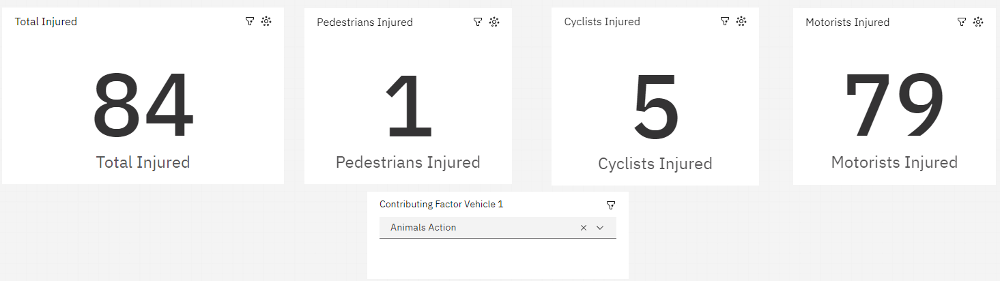 Total Injured
84
Total Injured
Pedestrians Injured
1
Pedestrians Injured
Cyclists Injured
5
Cyclists Injured
Motorists Injured
79
Motorists Injured
Contributing Factor Vehicle 1
Animals Action